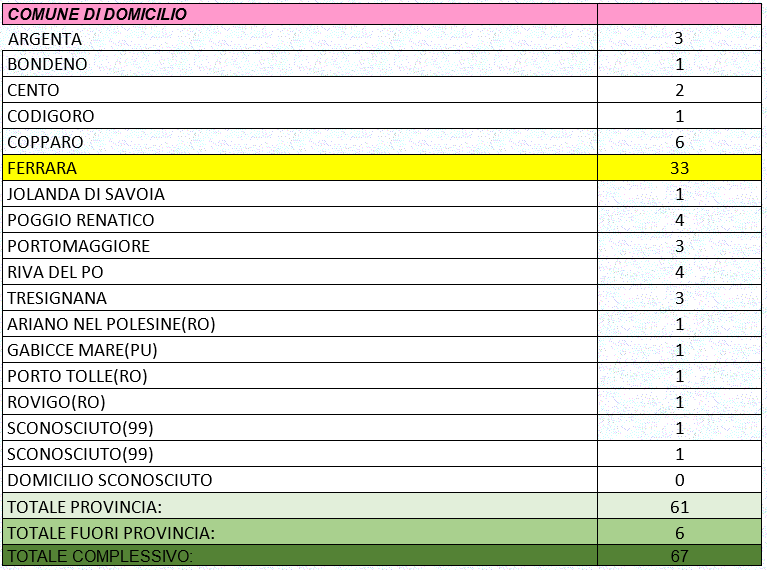 COMUNE DI DOMICILIO
ARGENTA 3
BONDENO 1
CENTO 2
CODIGORO 1
COPPARO 6
FERRARA 33
JOLANDA DI SAVOIA 1
POGGIO RENATICO 4
PORTOMAGGIORE 3
RIVA DEL PO 4
TRESIGNANA 3
ARIANO NEL POLESINE(RO) 1
GABICCE MARE(PU) 1
PORTO TOLLE(RO) 1
ROVIGO(RO) 1
SCONOSCIUTO(99) 1
SCONOSCIUTO(99) 1
DOMICILIO SCONOSCIUTO 0
TOTALE PROVINCIA: 61
TOTALE FUORI PROVINCIA: 6
TOTALE COMPLESSIVO: 67